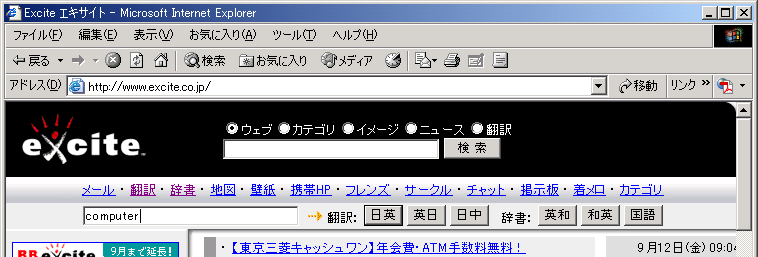 Excite エキサイト - Microsoft Internet Explorer
ファイル(F) 編集(E) 表示(V) お気に入り(A) ツール(T) ヘルプ(H)
戻る 検索 お気に入り メディア
アドレス(D) http://www.excite.co.jp/ 移動 リンク
excite
ウェブ カテゴリ イメージ ニュース 翻訳
検索
メール・翻訳・辞書・地図・壁紙・携帯HP・フレンズ・サークル・チャット・掲示板・着メロ・カテゴリ
computer 翻訳: 日英 英日 日中 辞書: 英和 和英 国語
BB excite 9月まで延長!
・【東京三菱キャッシュワン】年会費・ATM手数料無料!
9月12日(金) 09:04